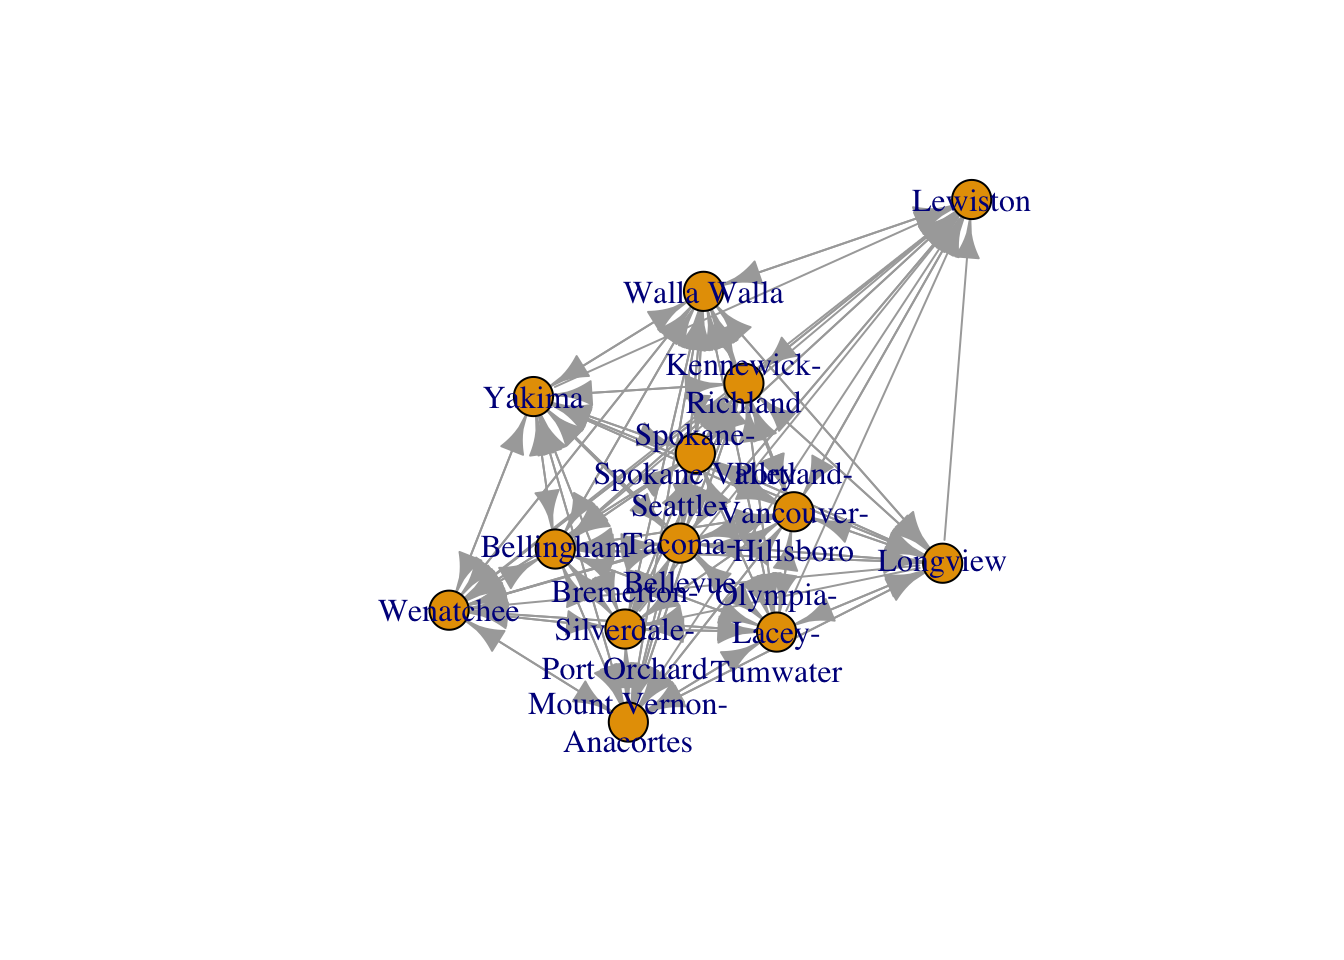 Lewiston
Walla Walla
Kennewick-
Richland
Yakima
Spokane-
Spokane Valley
Portland-
Vancouver-
Hillsboro
Seattle-
Tacoma-
Bellevue
Bellingham
Longview
Wenatchee
Bremerton-
Silverdale-
Port Orchard
Olympia-
Lacey-
Tumwater
Mount Vernon-
Anacortes